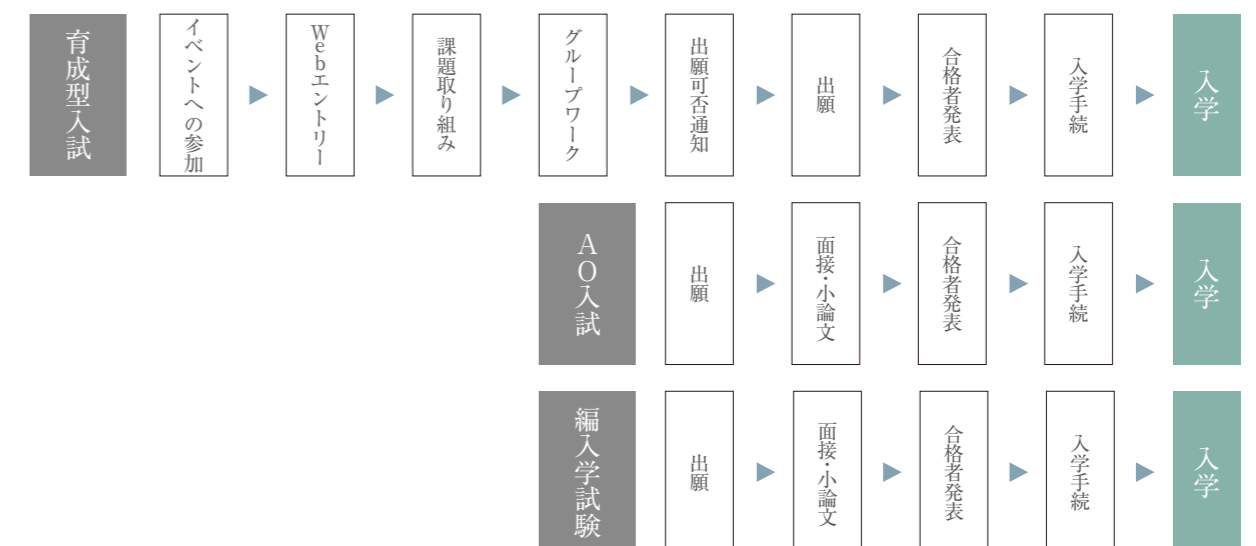 育成型入試
イベントへの参加
Webエントリー
課題取り組み
グループワーク
出願可否通知
出願
合格者発表
入学手続
入学
AO入試
出願
面接・小論文
合格者発表
入学手続
入学
編入学試験
出願
面接・小論文
合格者発表
入学手続
入学